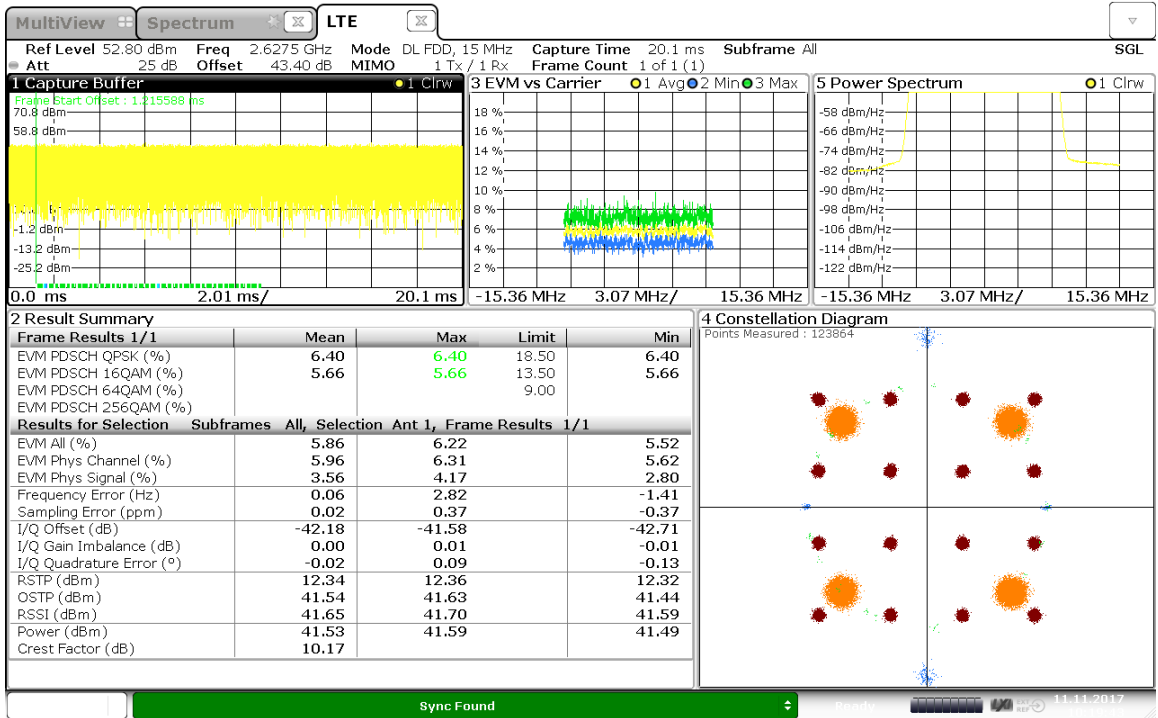 MultiView Spectrum LTE
Ref Level 52.80 dBm Freq 2.6275 GHz Mode DL FDD, 15 MHz Capture Time 20.1 ms Subframe All SGL
Att 25 dB Offset 43.40 dB MIMO 1 Tx / 1 Rx Frame Count 1 of 1 (1)
1 Capture Buffer 1 Clrw
Frame Start Offset : 1.215588 ms
70.8 dBm
58.8 dBm
-1.2 dBm
-13.2 dBm
-25.2 dBm
0.0 ms 2.01 ms/ 20.1 ms
3 EVM vs Carrier 1 Avg 2 Min 3 Max
18 %
16 %
14 %
12 %
10 %
8 %
6 %
4 %
2 %
-15.36 MHz 3.07 MHz/ 15.36 MHz
5 Power Spectrum 1 Clrw
-58 dBm/Hz
-66 dBm/Hz
-74 dBm/Hz
-82 dBm/Hz
-90 dBm/Hz
-98 dBm/Hz
-106 dBm/Hz
-114 dBm/Hz
-122 dBm/Hz
-15.36 MHz 3.07 MHz/ 15.36 MHz
2 Result Summary
Frame Results 1/1 Mean Max Limit Min
EVM PDSCH QPSK (%) 6.40 6.40 18.50 6.40
EVM PDSCH 16QAM (%) 5.66 5.66 13.50 5.66
EVM PDSCH 64QAM (%) 9.00
EVM PDSCH 256QAM (%)
Results for Selection Subframes All, Selection Ant 1, Frame Results 1/1
EVM All (%) 5.86 6.22 5.52
EVM Phys Channel (%) 5.96 6.31 5.62
EVM Phys Signal (%) 3.56 4.17 2.80
Frequency Error (Hz) 0.06 2.82 -1.41
Sampling Error (ppm) 0.02 0.37 -0.37
I/Q Offset (dB) -42.18 -41.58 -42.71
I/Q Gain Imbalance (dB) 0.00 0.01 -0.01
I/Q Quadrature Error (°) -0.02 0.09 -0.13
RSTP (dBm) 12.34 12.36 12.32
OSTP (dBm) 41.54 41.63 41.44
RSSI (dBm) 41.65 41.70 41.59
Power (dBm) 41.53 41.59 41.49
Crest Factor (dB) 10.17
4 Constellation Diagram
Points Measured : 123864
Sync Found
Ready
LXI
REF
11.11.2017